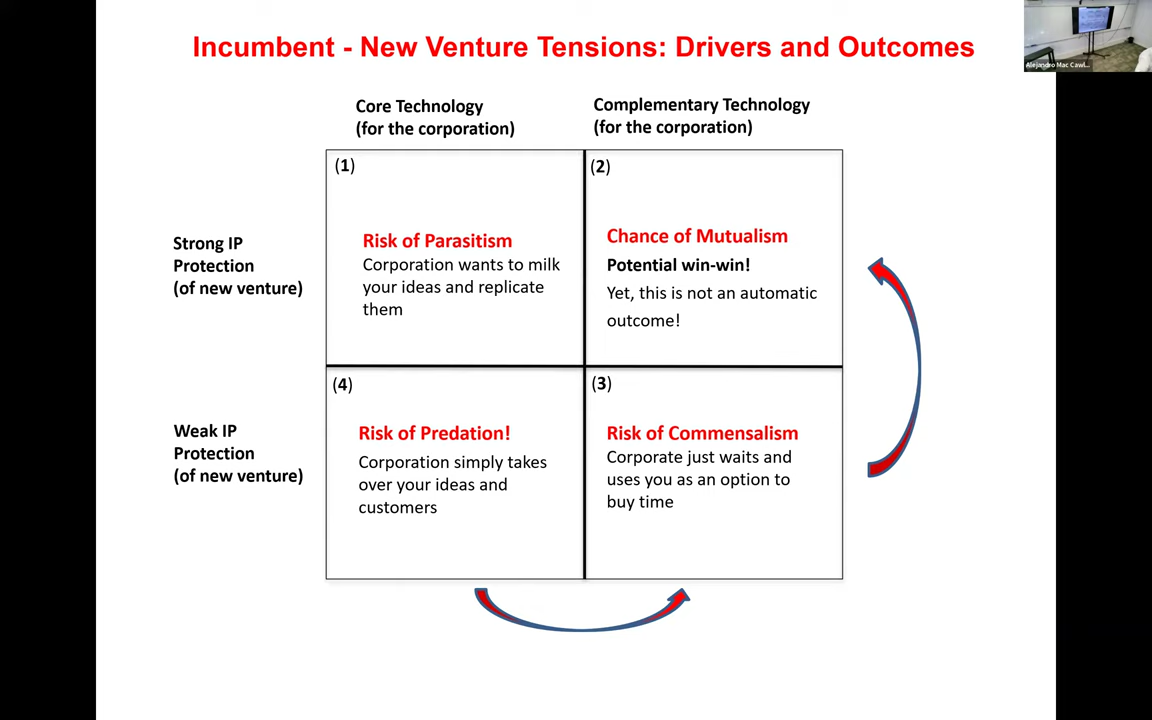 Incumbent - New Venture Tensions: Drivers and Outcomes
Alejandro Mac Cawl...
Core Technology
(for the corporation)
Complementary Technology
(for the corporation)
Strong IP
Protection
(of new venture)
(1)
Risk of Parasitism
Corporation wants to milk
your ideas and replicate
them
(2)
Chance of Mutualism
Potential win-win!
Yet, this is not an automatic
outcome!
Weak IP
Protection
(of new venture)
(4)
Risk of Predation!
Corporation simply takes
over your ideas and
customers
(3)
Risk of Commensalism
Corporate just waits and
uses you as an option to
buy time